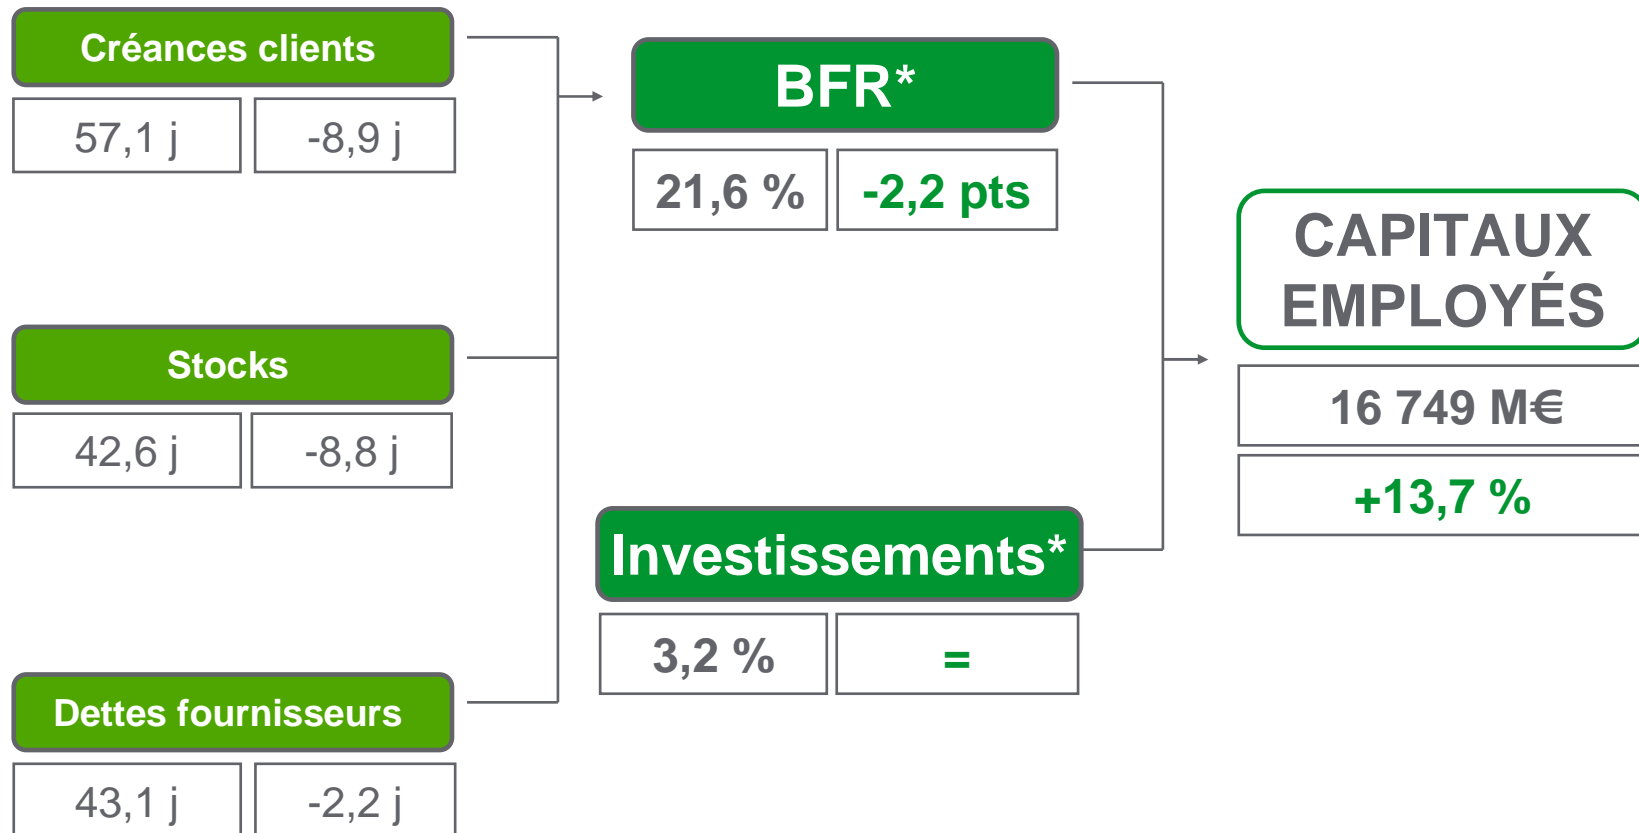 Créances clients
57,1 j
-8,9 j
BFR*
21,6 %
-2,2 pts
Stocks
42,6 j
-8,8 j
Investissements*
3,2 %
=
Dettes fournisseurs
43,1 j
-2,2 j
CAPITAUX
EMPLOYÉS
16 749 M€
+13,7 %